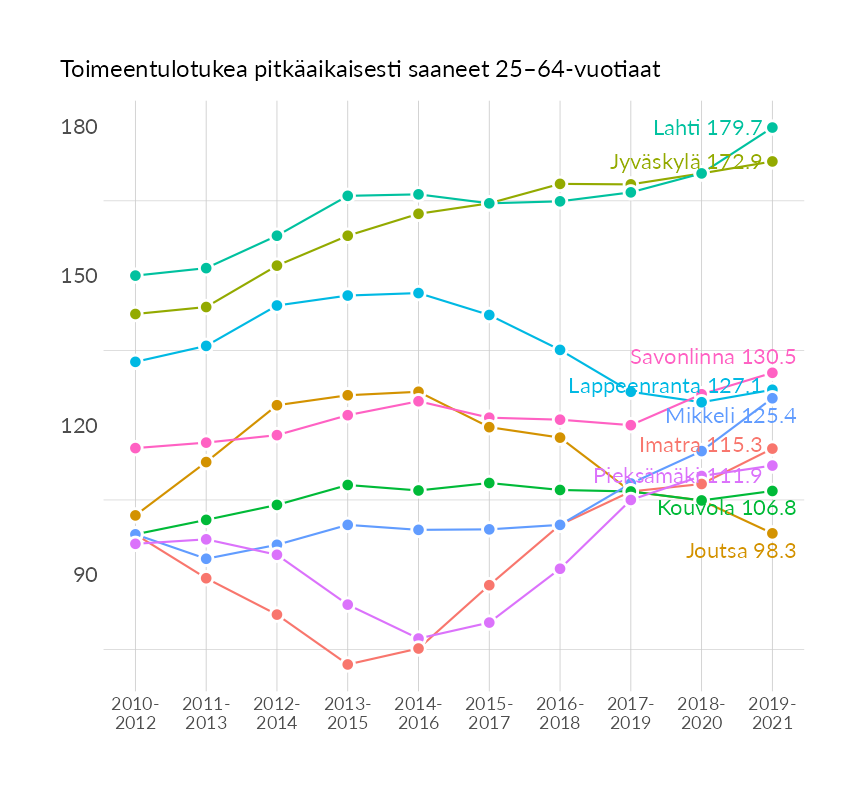 Toimeentulotukea pitkäaikaisesti saaneet 25–64-vuotiaat
180
Lahti 179.7
Jyväskylä 172.9
150
Savonlinna 130.5
Lappeenranta 127.1
Mikkeli 125.4
120
Imatra 115.3
Pieksämäki 111.9
Kouvola 106.8
Joutsa 98.3
90
2010- 2011- 2012- 2013- 2014- 2015- 2016- 2017- 2018- 2019-
2012 2013 2014 2015 2016 2017 2018 2019 2020 2021